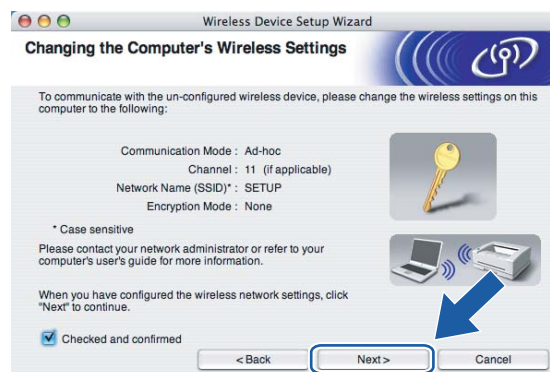 Wireless Device Setup Wizard
Changing the Computer's Wireless Settings
To communicate with the un-configured wireless device, please change the wireless settings on this
computer to the following:
Communication Mode : Ad-hoc
Channel : 11 (if applicable)
Network Name (SSID)* : SETUP
Encryption Mode : None
* Case sensitive
Please contact your network administrator or refer to your
computer's user's guide for more information.
When you have configured the wireless network settings, click
"Next" to continue.
Checked and confirmed
< Back
Next >
Cancel